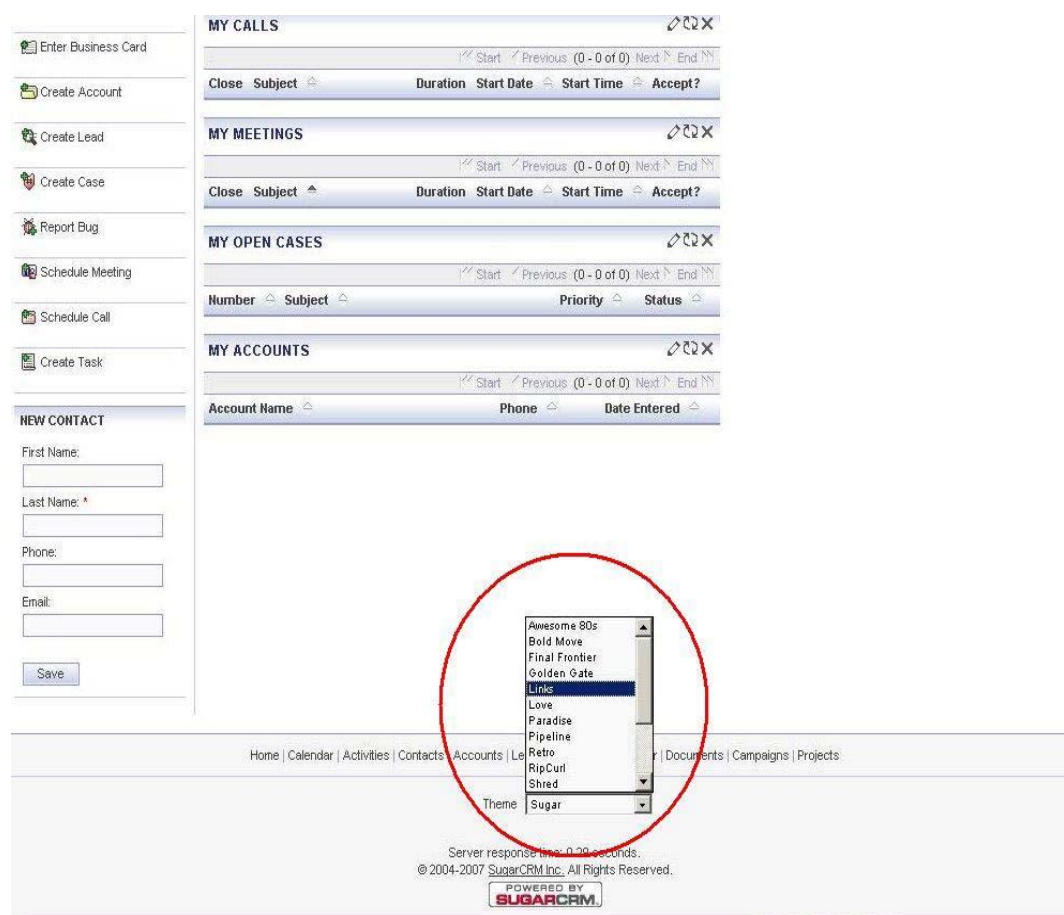 Enter Business Card
Create Account
Create Lead
Create Case
Report Bug
Schedule Meeting
Schedule Call
Create Task
NEW CONTACT
First Name:
Last Name: *
Phone:
Email:
Save
MY CALLS
Start Previous (0 - 0 of 0) Next End
Close Subject Duration Start Date Start Time Accept?
MY MEETINGS
Start Previous (0 - 0 of 0) Next End
Close Subject Duration Start Date Start Time Accept?
MY OPEN CASES
Start Previous (0 - 0 of 0) Next End
Number Subject Priority Status
MY ACCOUNTS
Start Previous (0 - 0 of 0) Next End
Account Name Phone Date Entered
Awesome 80s
Bold Move
Final Frontier
Golden Gate
Links
Love
Paradise
Pipeline
Retro
RipCurl
Shred
Home | Calendar | Activities | Contacts | Accounts | | Documents | Campaigns | Projects
Theme Sugar
Server response time: 0.29 seconds.
© 2004-2007 SugarCRM Inc. All Rights Reserved.
POWERED BY
SUGARCRM.